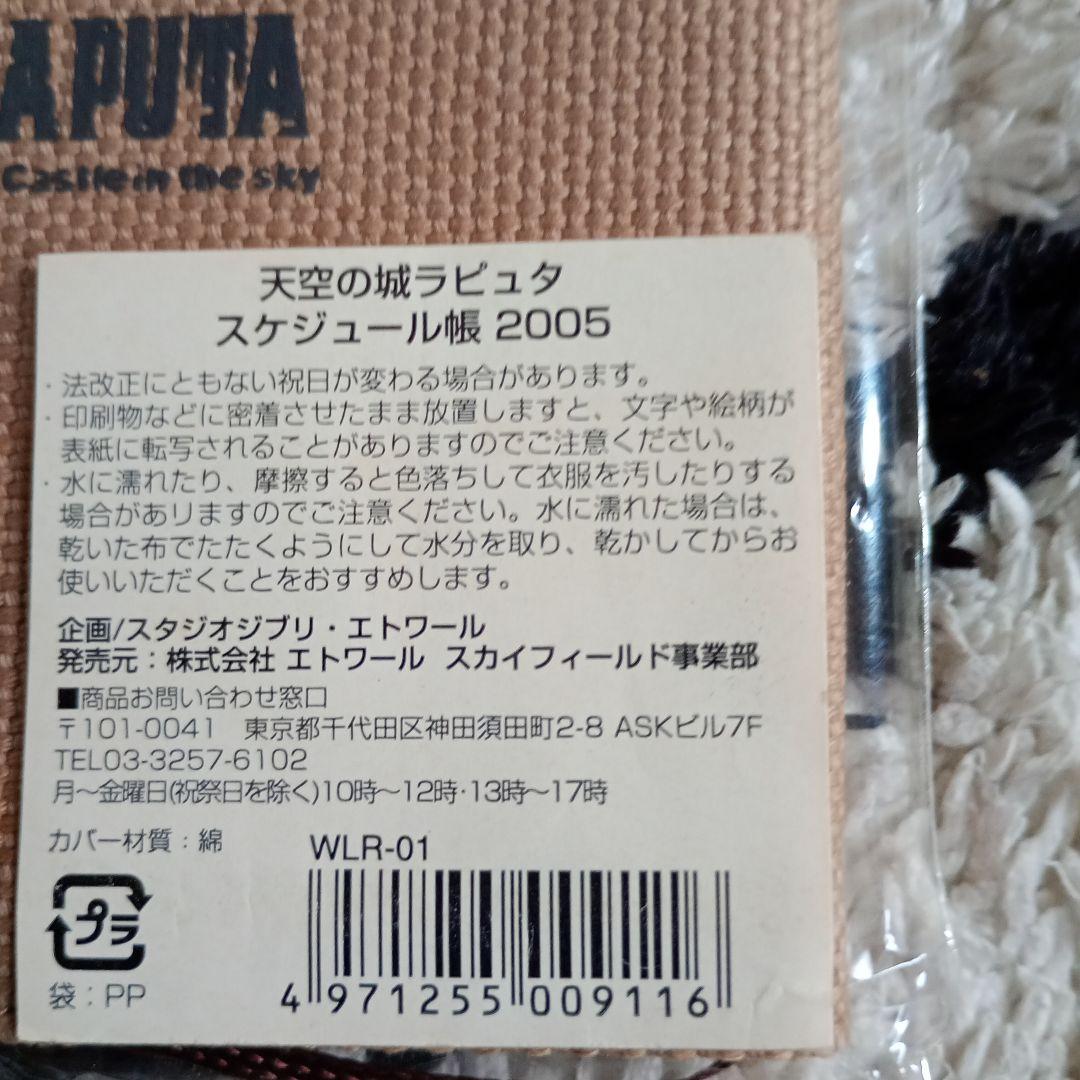 APUTA
Castle in the sky
天空の城ラピュタ
スケジュール帳 2005
・法改正にともない祝日が変わる場合があります。
・印刷物などに密着させたまま放置しますと、文字や絵柄が
表紙に転写されることがありますのでご注意ください。
・水に濡れたり、摩擦すると色落ちして衣服を汚したりする
場合がありますのでご注意ください。水に濡れた場合は、
乾いた布でたたくようにして水分を取り、乾かしてからお
使いいただくことをおすすめします。
企画/スタジオジブリ・エトワール
発売元：株式会社 エトワール スカイフィールド事業部
■商品お問い合わせ窓口
〒101-0041 東京都千代田区神田須田町2-8 ASKビル7F
TEL03-3257-6102
月～金曜日(祝祭日を除く)10時～12時･13時～17時
カバー材質：綿
WLR-01
プラ
袋：PP
4 971255 009116